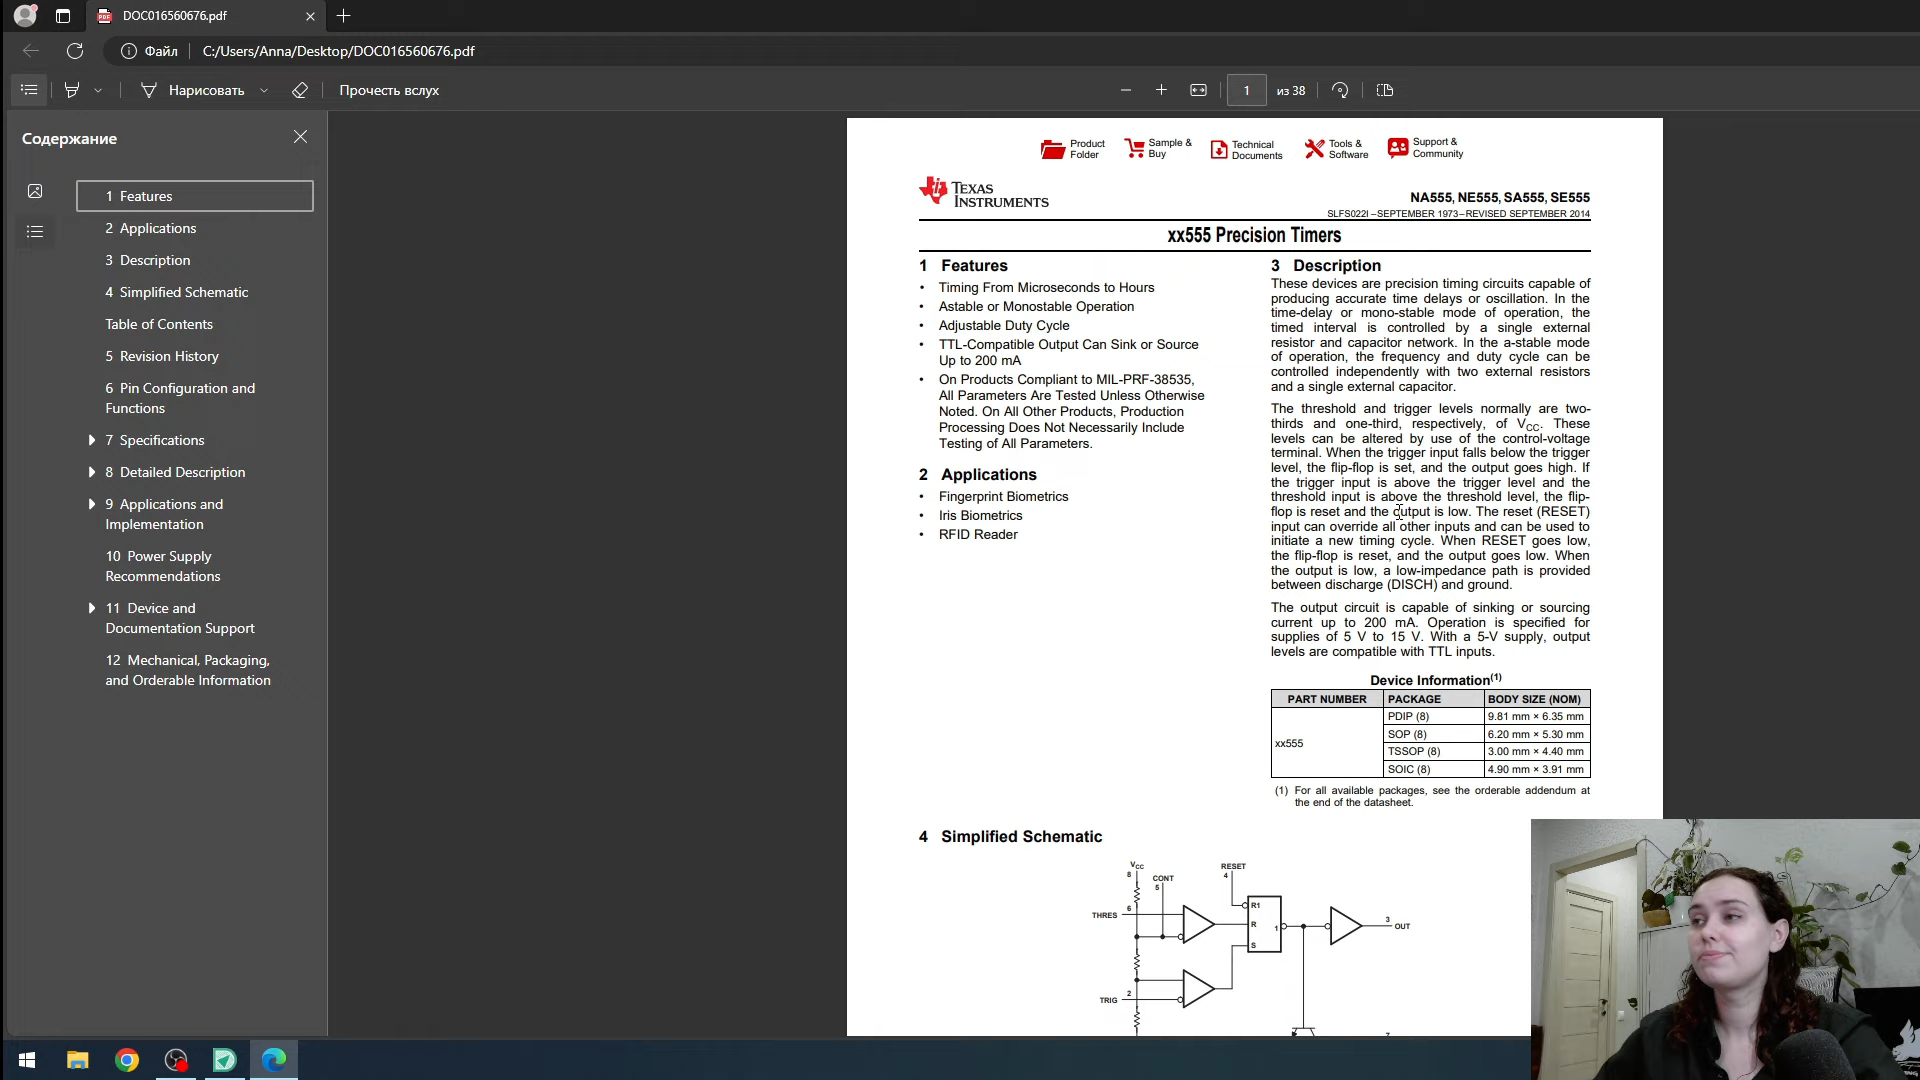 DOC016560676.pdf
Файл
C:/Users/Anna/Desktop/DOC016560676.pdf
Нарисовать
Прочесть вслух
1
из 38
Содержание
1 Features
2 Applications
3 Description
4 Simplified Schematic
Table of Contents
5 Revision History
6 Pin Configuration and
Functions
7 Specifications
8 Detailed Description
9 Applications and
Implementation
10 Power Supply
Recommendations
11 Device and
Documentation Support
12 Mechanical, Packaging,
and Orderable Information
Product
Folder
Sample &
Buy
Technical
Documents
Tools &
Software
Support &
Community
TEXAS
INSTRUMENTS
NA555, NE555, SA555, SE555
SLFS022I –SEPTEMBER 1973–REVISED SEPTEMBER 2014
xx555 Precision Timers
1 Features
• Timing From Microseconds to Hours
• Astable or Monostable Operation
• Adjustable Duty Cycle
• TTL-Compatible Output Can Sink or Source
Up to 200 mA
• On Products Compliant to MIL-PRF-38535,
All Parameters Are Tested Unless Otherwise
Noted. On All Other Products, Production
Processing Does Not Necessarily Include
Testing of All Parameters.
2 Applications
• Fingerprint Biometrics
• Iris Biometrics
• RFID Reader
3 Description
These devices are precision timing circuits capable of
producing accurate time delays or oscillation. In the
time-delay or mono-stable mode of operation, the
timed interval is controlled by a single external
resistor and capacitor network. In the a-stable mode
of operation, the frequency and duty cycle can be
controlled independently with two external resistors
and a single external capacitor.
The threshold and trigger levels normally are two-
thirds and one-third, respectively, of VCC. These
levels can be altered by use of the control-voltage
terminal. When the trigger input falls below the trigger
level, the flip-flop is set, and the output goes high. If
the trigger input is above the trigger level and the
threshold input is above the threshold level, the flip-
flop is reset and the output is low. The reset (RESET)
input can override all other inputs and can be used to
initiate a new timing cycle. When RESET goes low,
the flip-flop is reset, and the output goes low. When
the output is low, a low-impedance path is provided
between discharge (DISCH) and ground.
The output circuit is capable of sinking or sourcing
current up to 200 mA. Operation is specified for
supplies of 5 V to 15 V. With a 5-V supply, output
levels are compatible with TTL inputs.
Device Information(1)
PART NUMBER PACKAGE BODY SIZE (NOM)
xx555
PDIP (8) 9.81 mm × 6.35 mm
SOP (8) 6.20 mm × 5.30 mm
TSSOP (8) 3.00 mm × 4.40 mm
SOIC (8) 4.90 mm × 3.91 mm
(1) For all available packages, see the orderable addendum at
the end of the datasheet.
4 Simplified Schematic
VCC
8
CONT
5
RESET
4
THRES
6
R1
R
S
1
3
OUT
TRIG
2
7